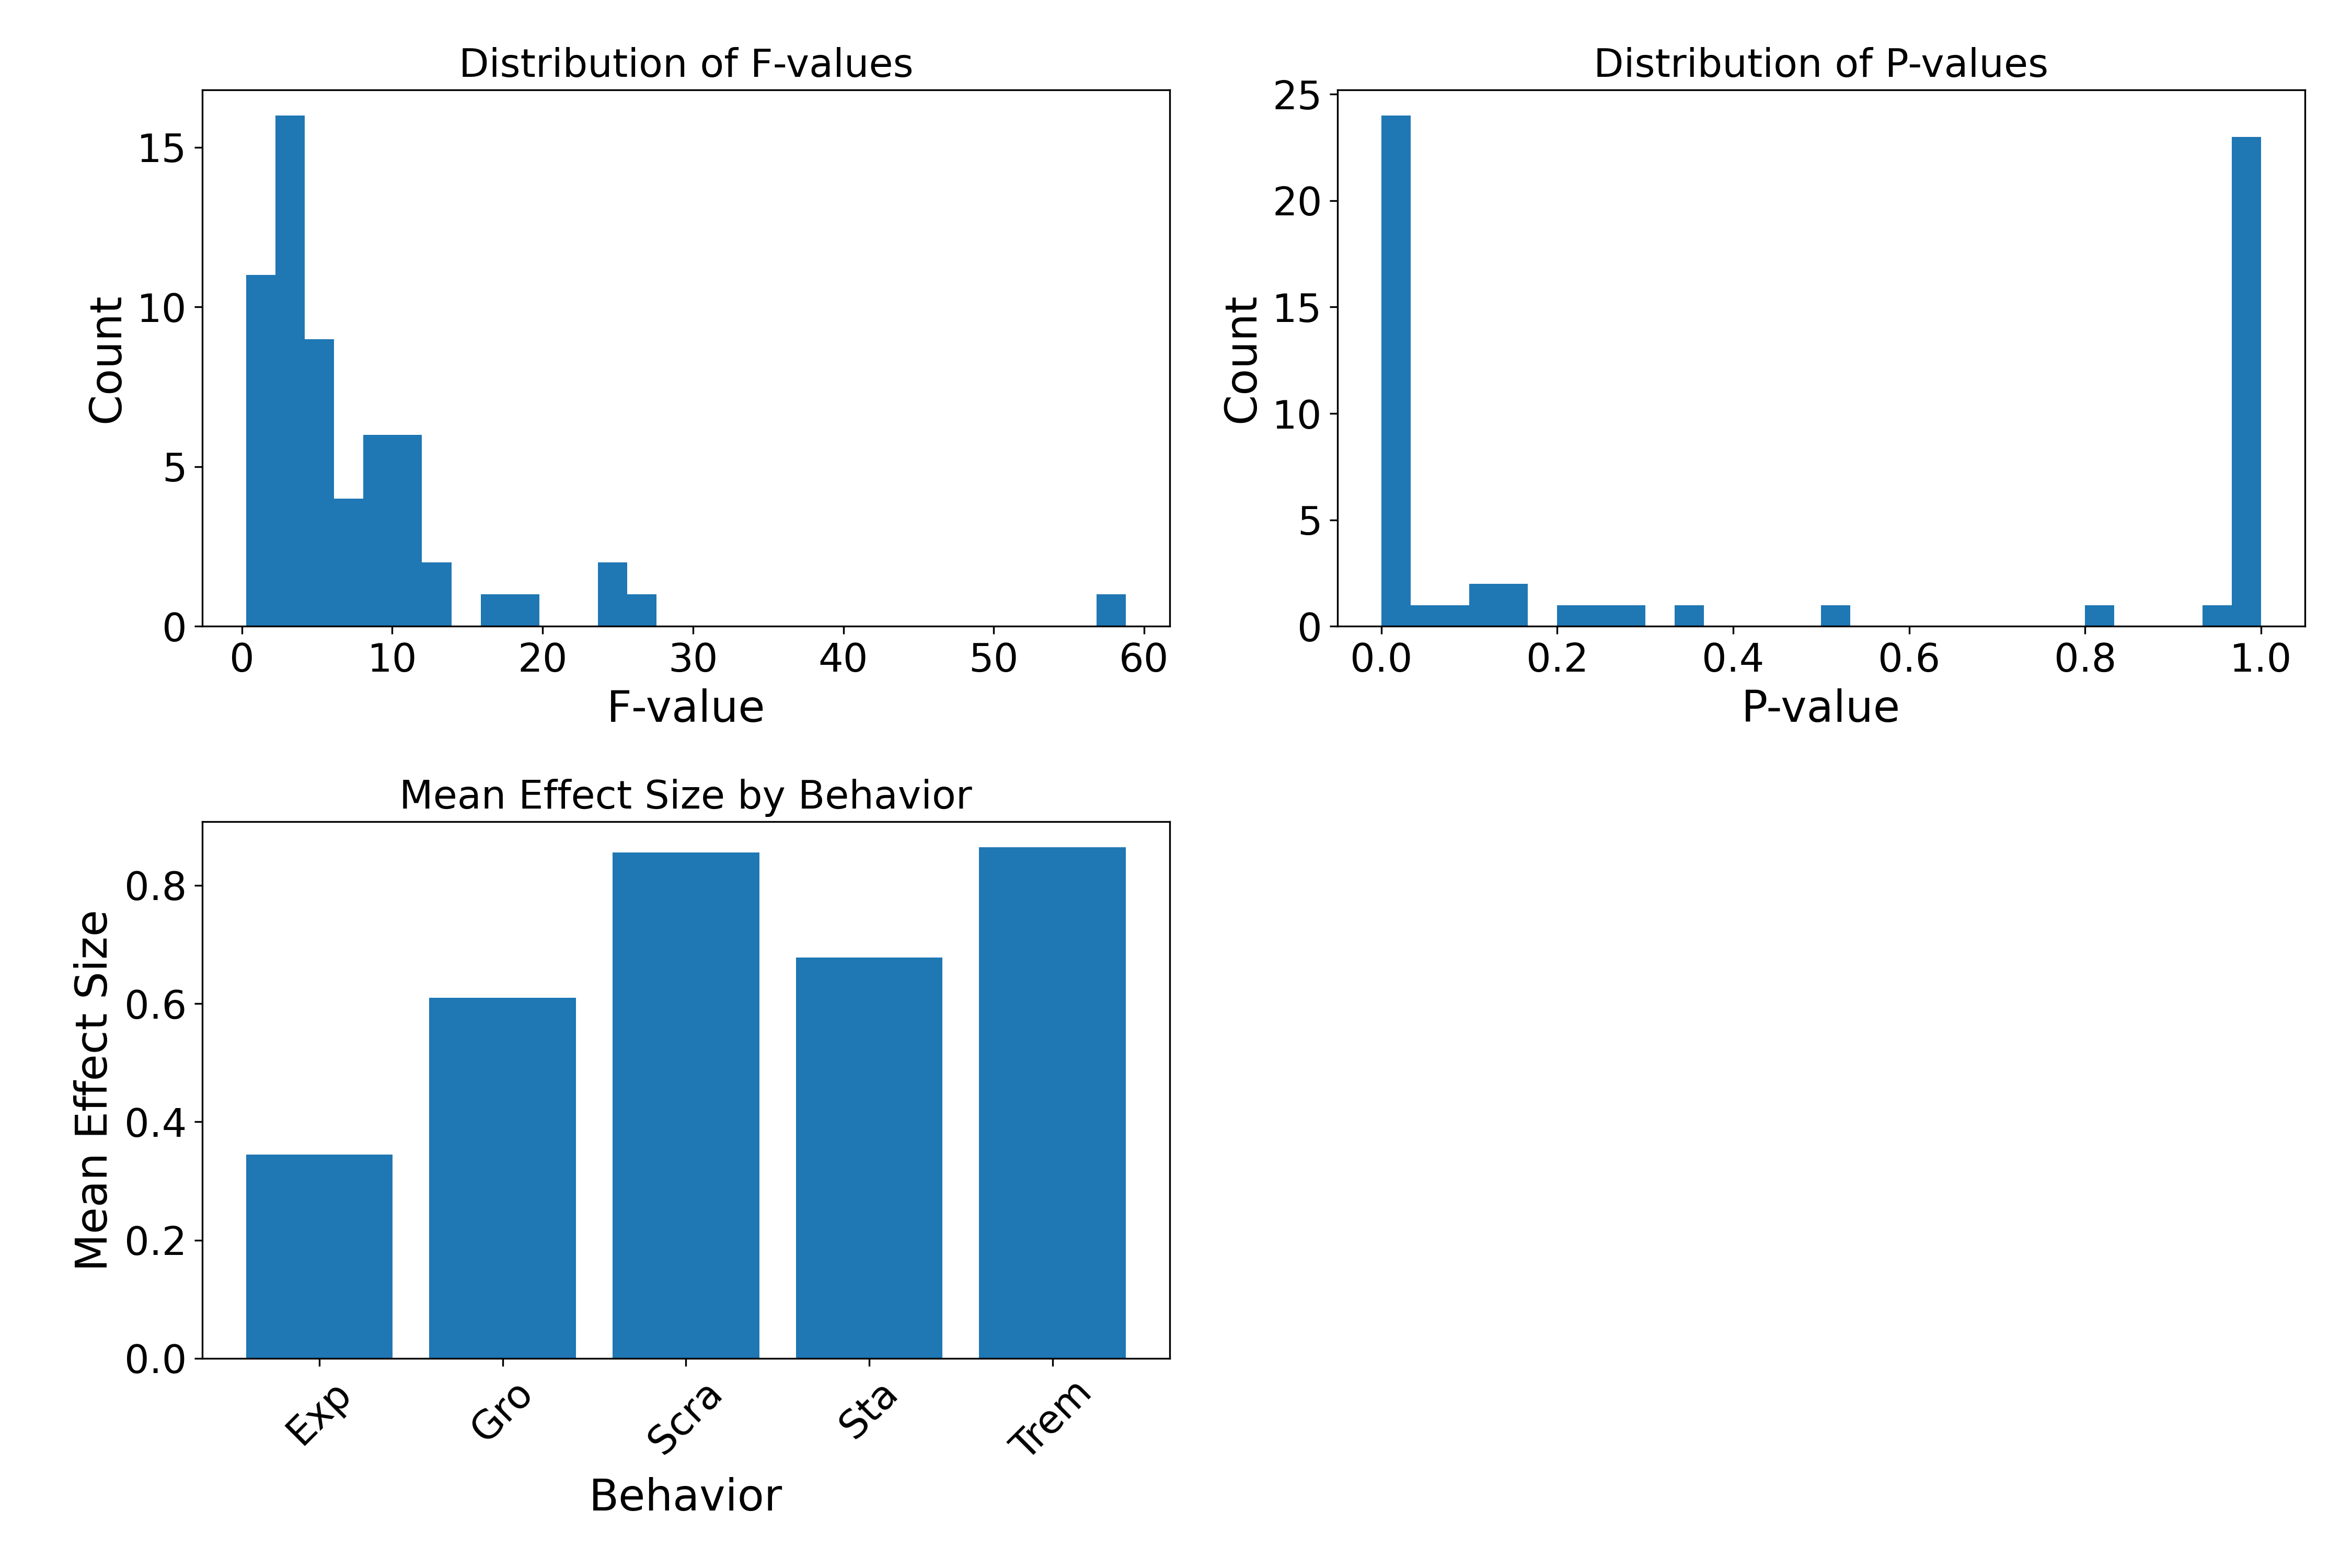 Distribution of F-values
Count
15
10
5
0
0 10 20 30 40 50 60
F-value
Distribution of P-values
Count
25
20
15
10
5
0
0.0 0.2 0.4 0.6 0.8 1.0
P-value
Mean Effect Size by Behavior
Mean Effect Size
0.8
0.6
0.4
0.2
0.0
Exp Gro Scra Sta Trem
Behavior